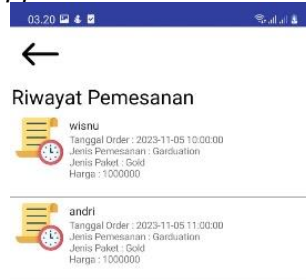 03.20
Riwayat Pemesanan
wisnu
Tanggal Order : 2023-11-05 10:00:00
Jenis Pemesanan : Garduation
Jenis Paket : Gold
Harga : 1000000
andri
Tanggal Order : 2023-11-05 11:00:00
Jenis Pemesanan : Garduation
Jenis Paket : Gold
Harga : 1000000